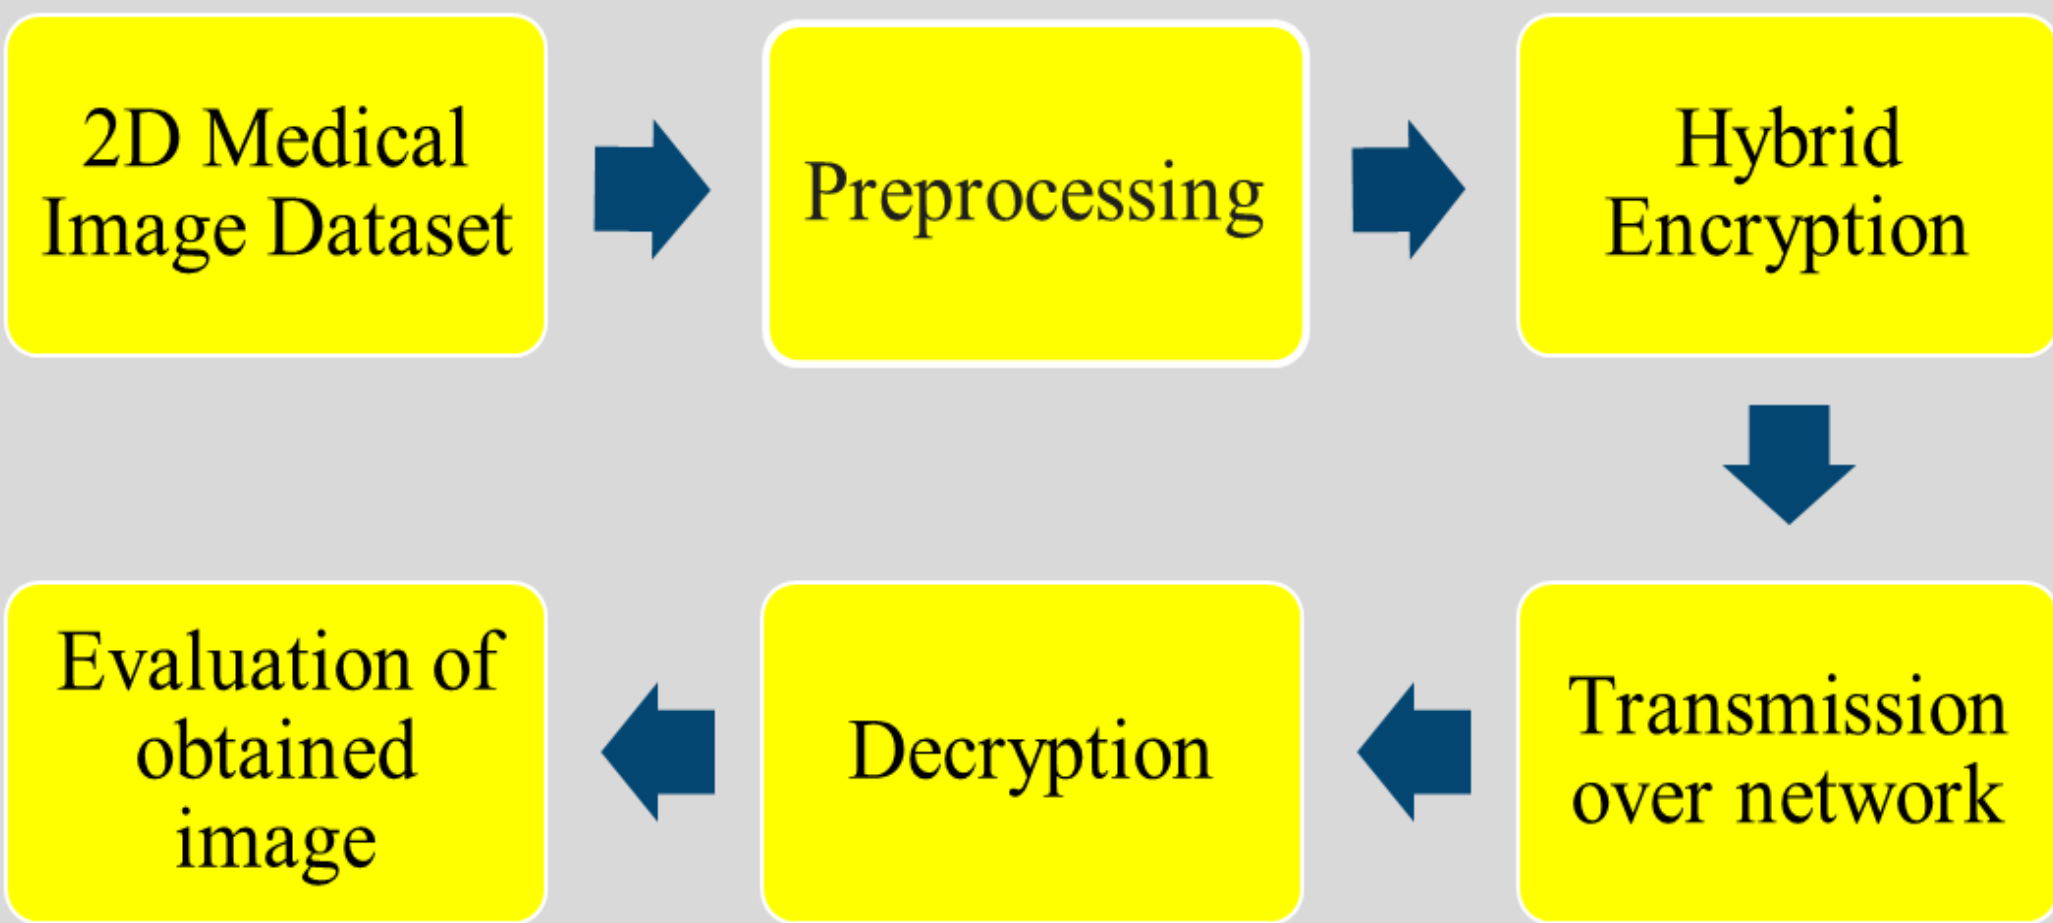 2D Medical
Image Dataset
Preprocessing
Hybrid
Encryption
Transmission
over network
Decryption
Evaluation of
obtained
image